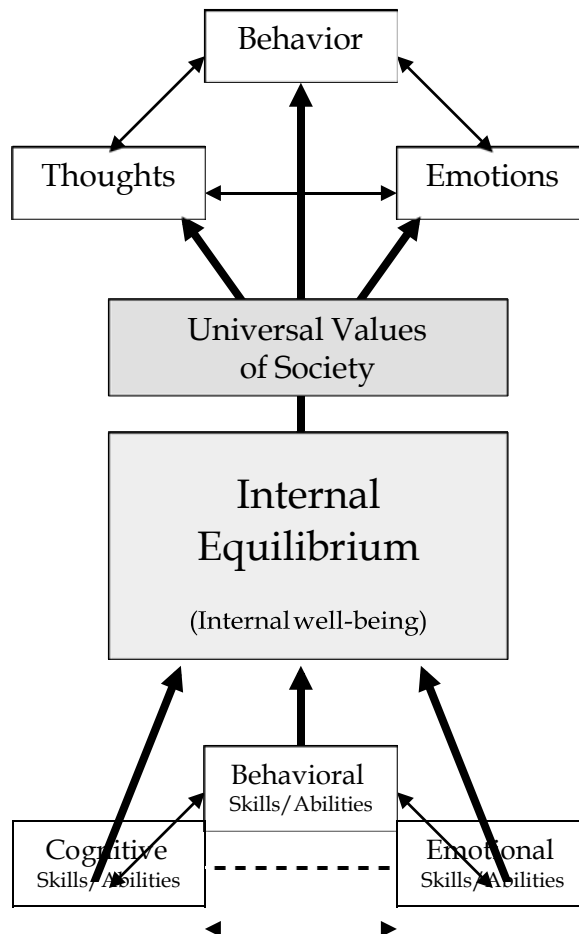 Behavior
Thoughts
Emotions
Universal Values
of Society
Internal
Equilibrium
(Internal well-being)
Behavioral
Skills/Abilities
Cognitive
Skills/Abilities
Emotional
Skills/Abilities